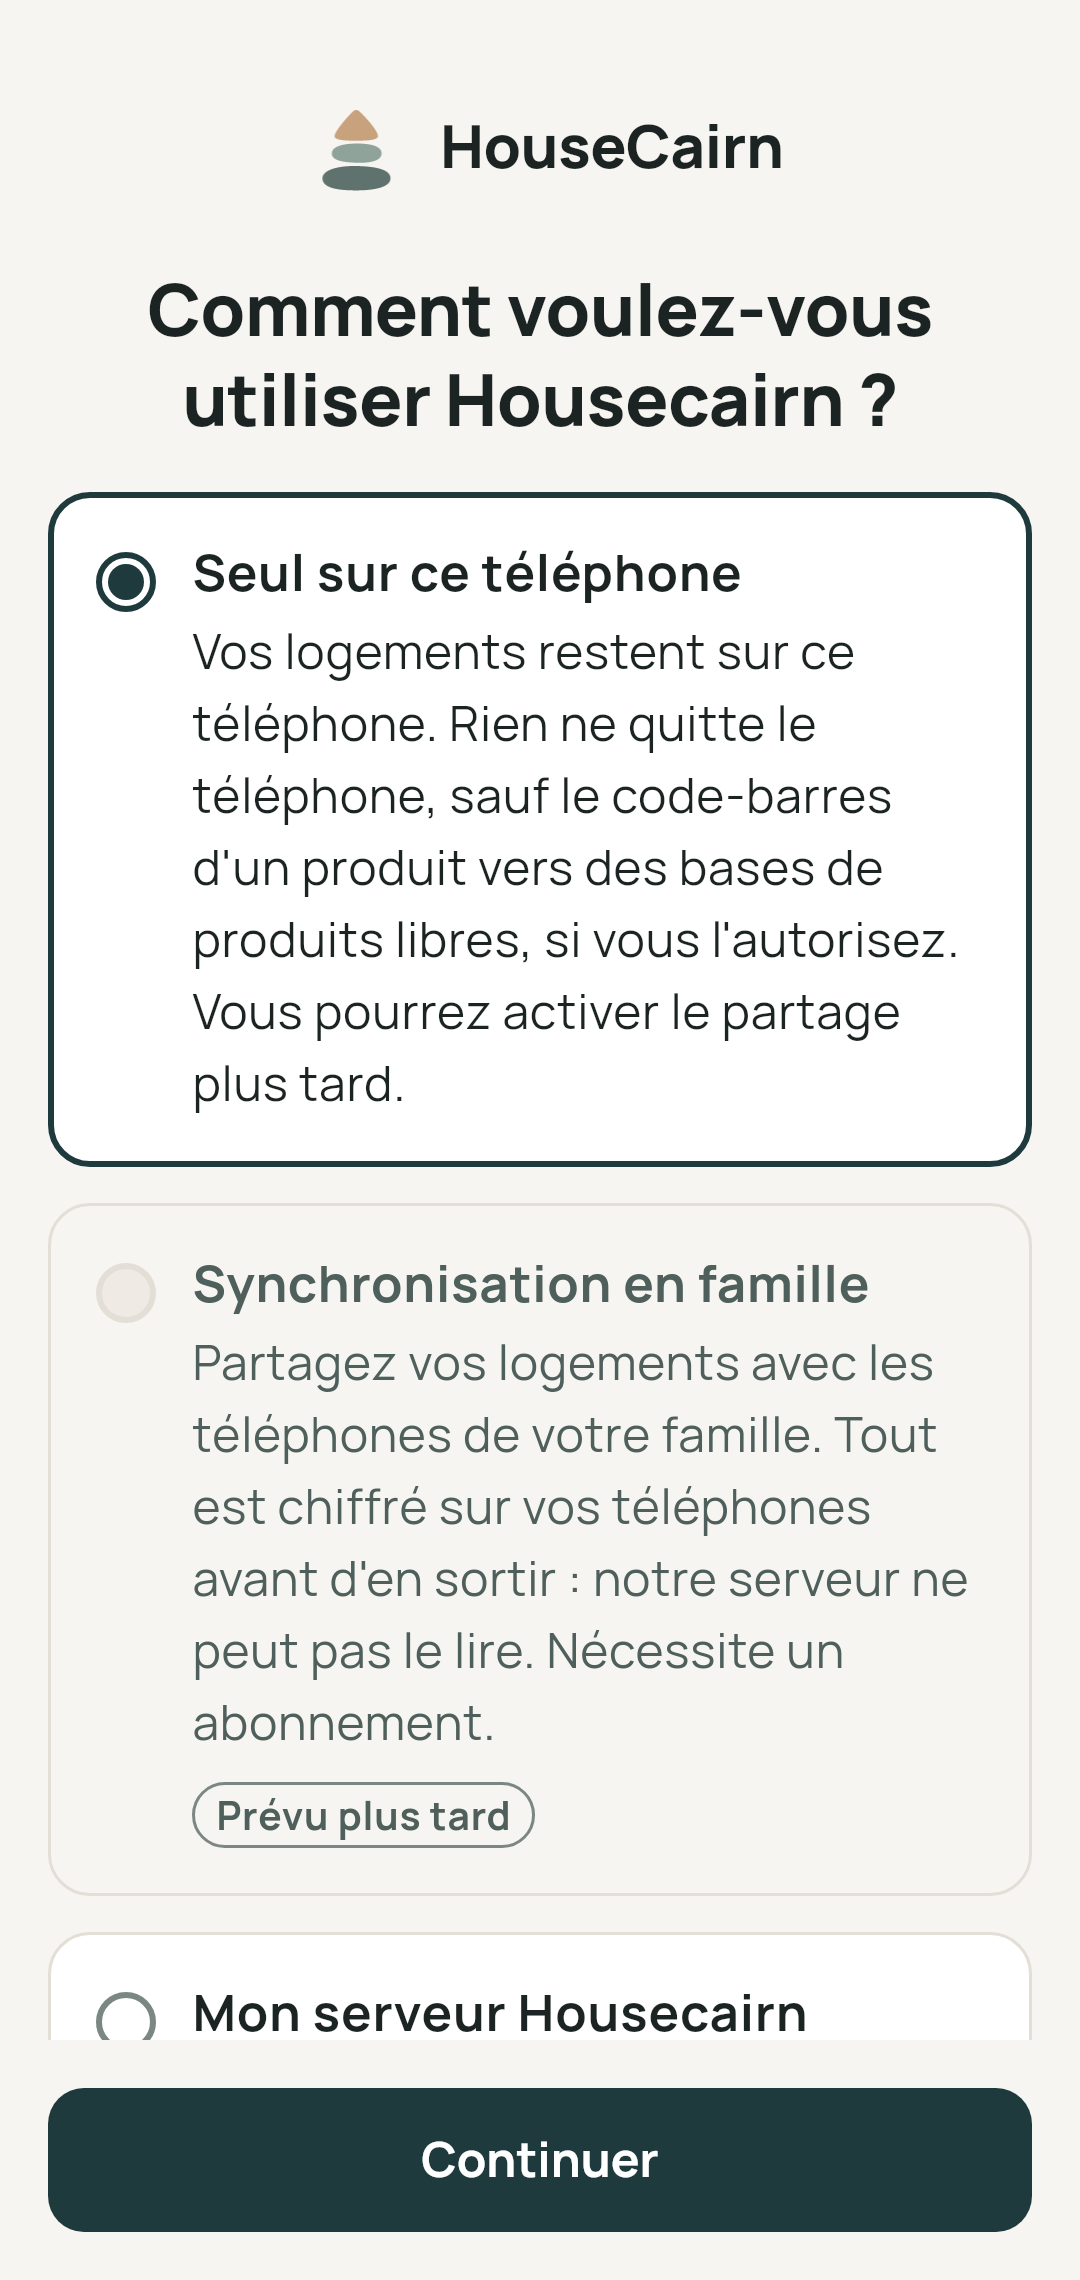 HouseCairn
Comment voulez-vous
utiliser Housecairn ?
Seul sur ce téléphone
Vos logements restent sur ce
téléphone. Rien ne quitte le
téléphone, sauf le code-barres
d'un produit vers des bases de
produits libres, si vous l'autorisez.
Vous pourrez activer le partage
plus tard.
Synchronisation en famille
Partagez vos logements avec les
téléphones de votre famille. Tout
est chiffré sur vos téléphones
avant d'en sortir : notre serveur ne
peut pas le lire. Nécessite un
abonnement.
Prévu plus tard
Mon serveur Housecairn
Continuer